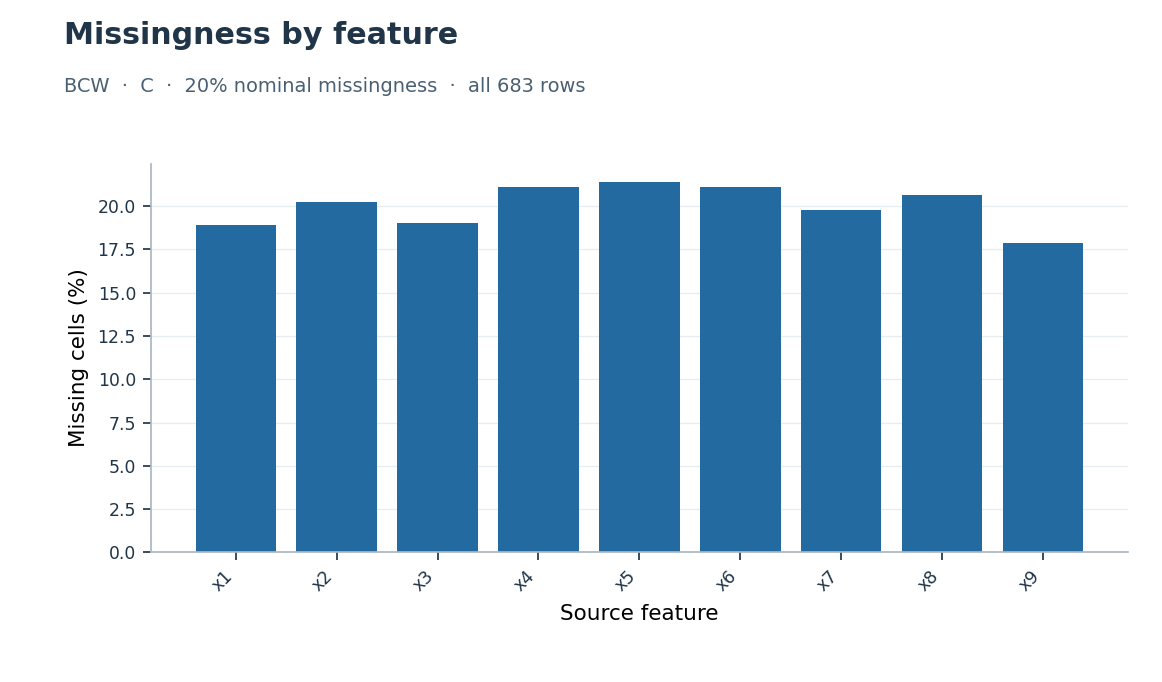 Missingness by feature
BCW · C · 20% nominal missingness · all 683 rows
Missing cells (%)
20.0
17.5
15.0
12.5
10.0
7.5
5.0
2.5
0.0
x1 x2 x3 x4 x5 x6 x7 x8 x9
Source feature